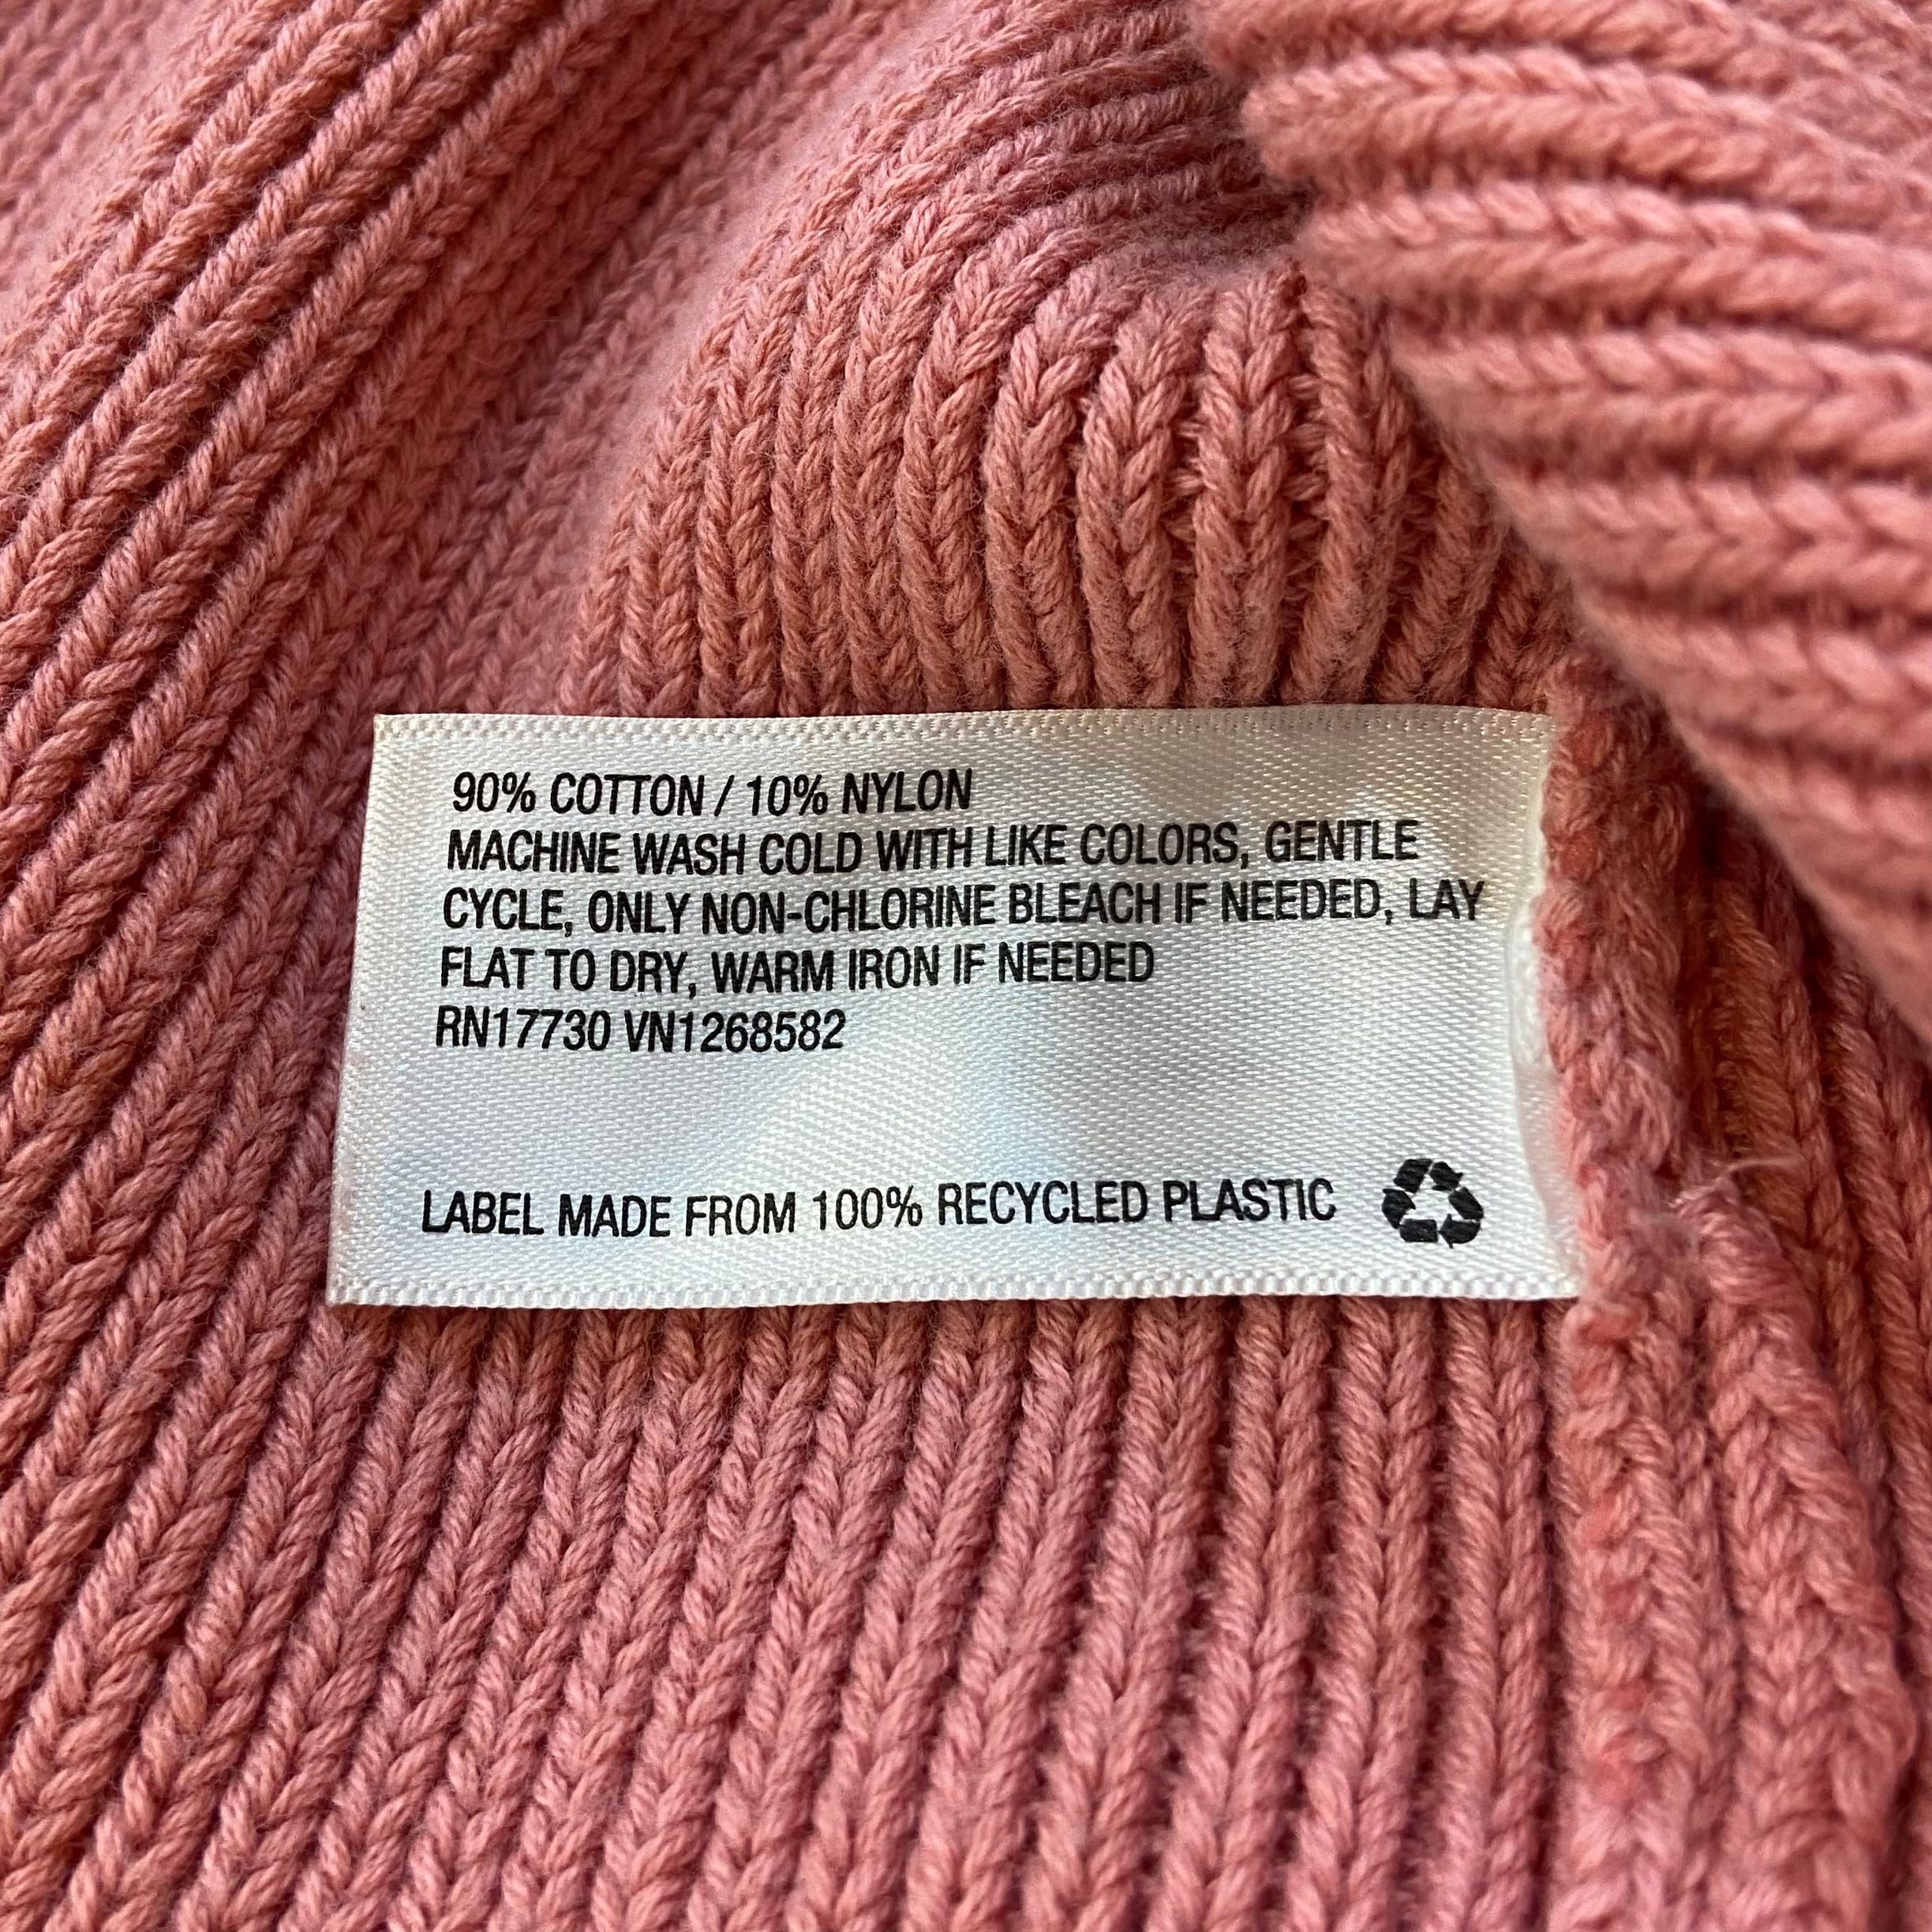 90% COTTON / 10% NYLON
MACHINE WASH COLD WITH LIKE COLORS, GENTLE
CYCLE, ONLY NON-CHLORINE BLEACH IF NEEDED, LAY
FLAT TO DRY, WARM IRON IF NEEDED
RN17730 VN1268582
LABEL MADE FROM 100% RECYCLED PLASTIC